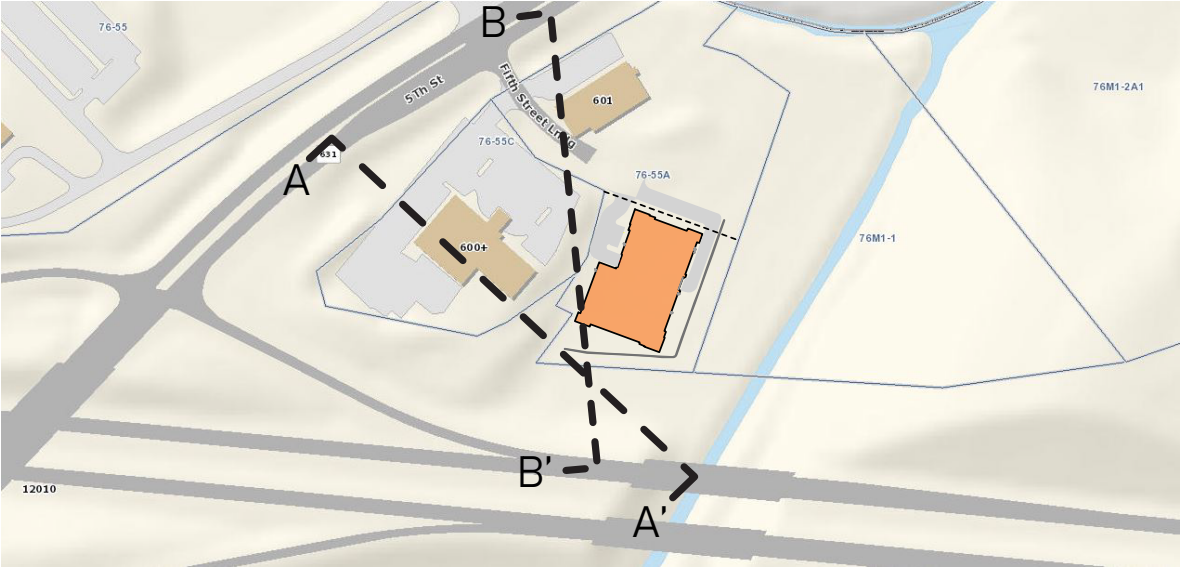 B
76-55
5Th St
76M1-2A1
601
Fifth Street Lndg
76-55C
631
A
76-55A
76M1-1
600+
B'
12010
A'